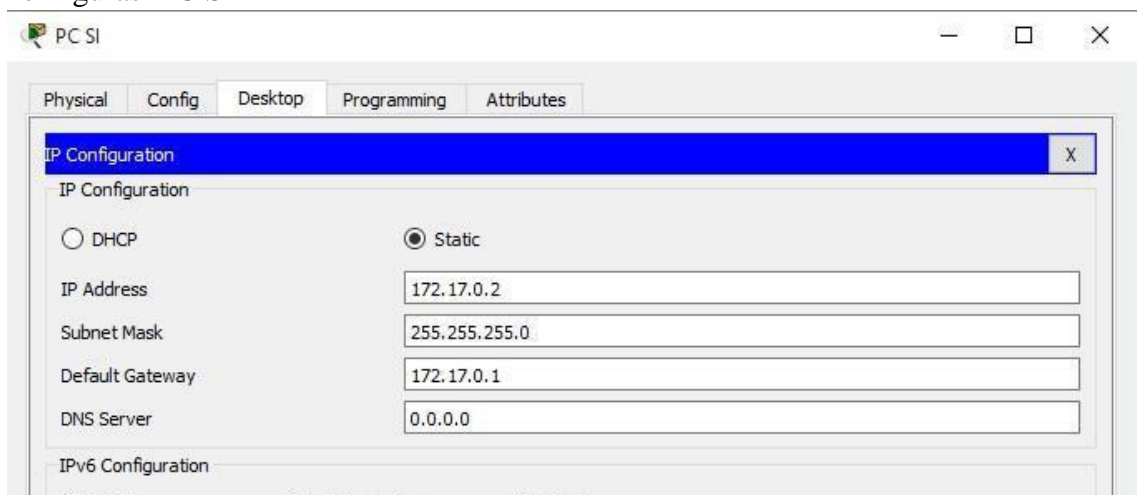 PC SI
Physical Config Desktop Programming Attributes
IP Configuration X
IP Configuration
DHCP Static
IP Address 172.17.0.2
Subnet Mask 255.255.255.0
Default Gateway 172.17.0.1
DNS Server 0.0.0.0
IPv6 Configuration